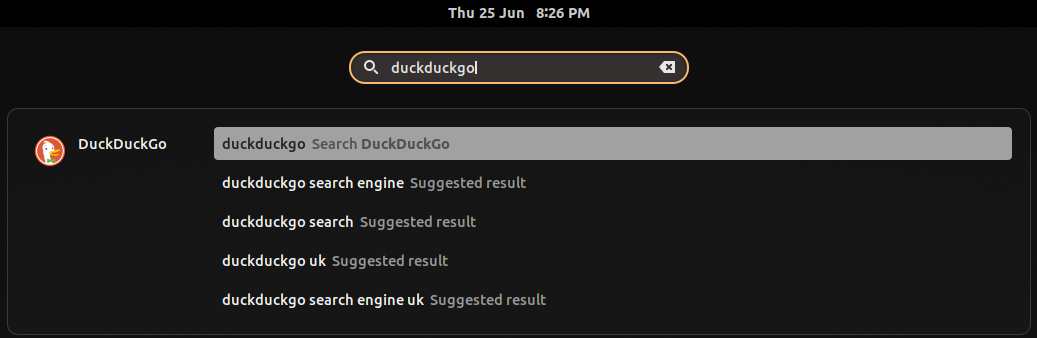 Thu 25 Jun 8:26 PM
duckduckgo
DuckDuckGo
duckduckgo Search DuckDuckGo
duckduckgo search engine Suggested result
duckduckgo search Suggested result
duckduckgo uk Suggested result
duckduckgo search engine uk Suggested result